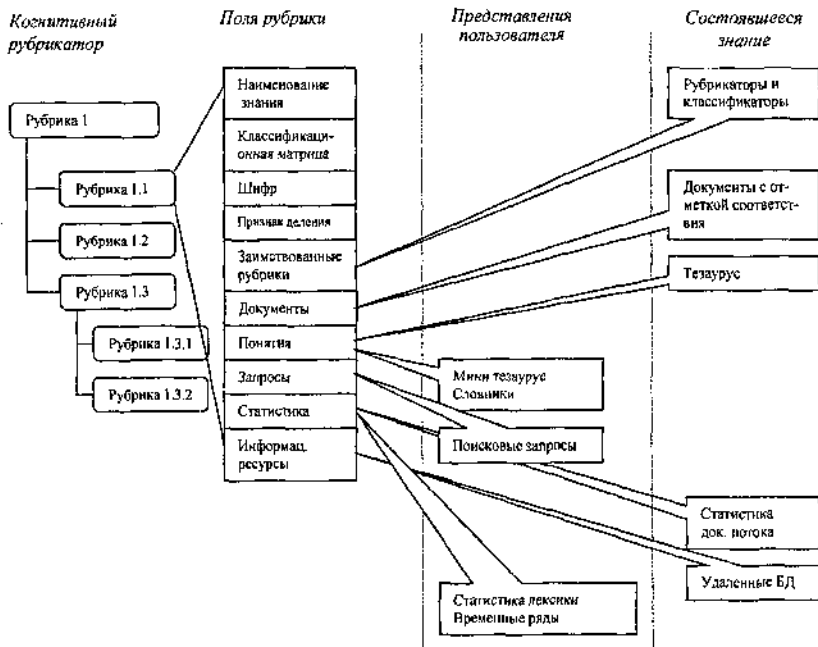 Когнитивный
рубрикатор
Поля рубрики
Представления
пользователя
Состоявшееся
знание
Рубрика 1
Рубрика 1.1
Рубрика 1.2
Рубрика 1.3
Рубрика 1.3.1
Рубрика 1.3.2
Наименование
знания
Классификаци-
онная матрица
Шифр
Признак деления
Заимствованные
рубрики
Документы
Понятия
Запросы
Статистика
Информац.
ресурсы
Мини тезаурус
Словники
Поисковые запросы
Статистика лексики
Временные ряды
Рубрикаторы и
классификаторы
Документы с от-
меткой соответст-
вия
Тезаурус
Статистика
док. потока
Удаленные БД